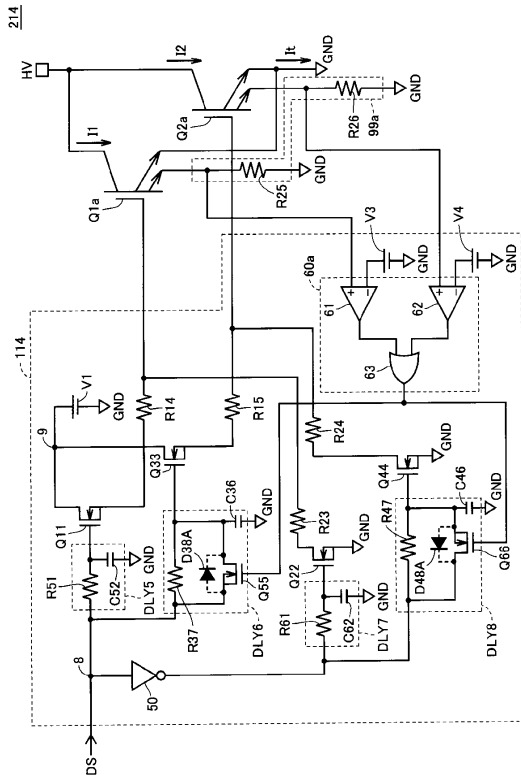 214
HV
I1
I2
It
GND
Q1a
Q2a
R25
GND
R26
GND
99a
114
9
V1
GND
R14
R15
Q11
Q33
R51
C52
GND
DLY5
C36
GND
D38A
R37
Q55
DLY6
60a
61
V3
GND
62
V4
GND
63
R24
R23
Q22
GND
Q44
GND
R61
C62
GND
DLY7
R47
C46
GND
D48A
Q66
DLY8
8
50
DS